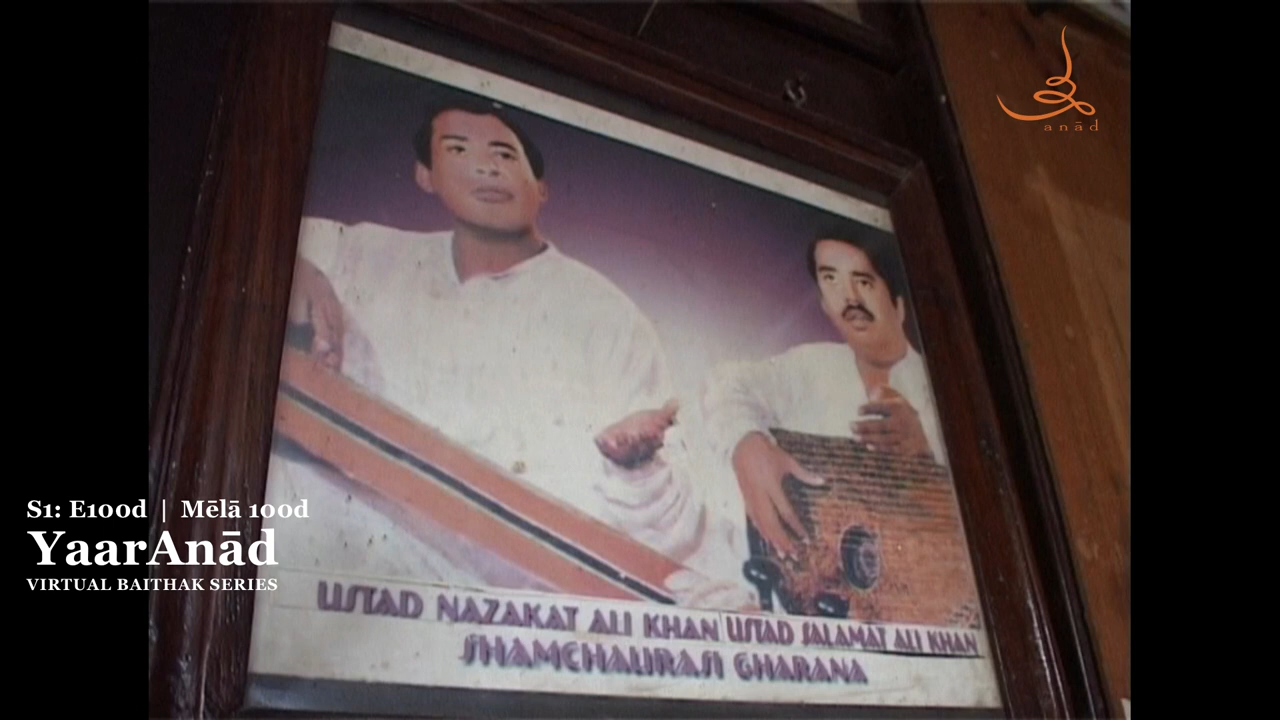 anād
S1: E100d | Mēlā 100d
YaarAnād
VIRTUAL BAITHAK SERIES
USTAD NAZAKAT ALI KHAN USTAD SALAMAT ALI KHAN
SHAMCHAURASI GHARANA